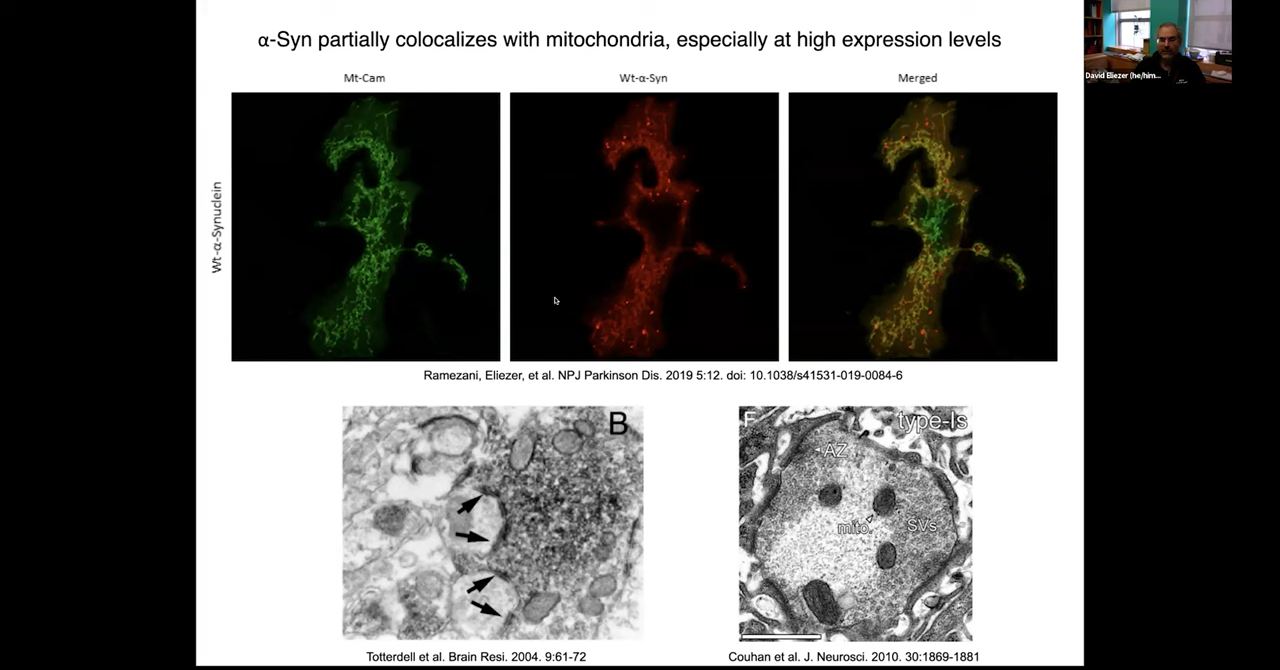 α-Syn partially colocalizes with mitochondria, especially at high expression levels
Mt-Cam
Wt-α-Syn
Merged
David Eliezer (he/him...
Wt-α-Synuclein
Ramezani, Eliezer, et al. NPJ Parkinson Dis. 2019 5:12. doi: 10.1038/s41531-019-0084-6
B
F
type-Is
AZ
mito.
SVs
Totterdell et al. Brain Resi. 2004. 9:61-72
Couhan et al. J. Neurosci. 2010. 30:1869-1881